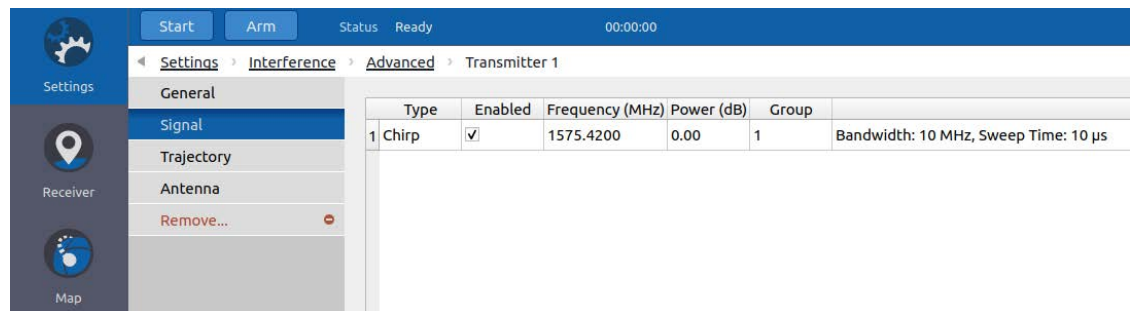 Start Arm Status Ready 00:00:00
Settings › Interference › Advanced › Transmitter 1
Settings
General
Signal
Trajectory
Antenna
Remove...
Receiver
Map
Type Enabled Frequency (MHz) Power (dB) Group
1 Chirp 1575.4200 0.00 1 Bandwidth: 10 MHz, Sweep Time: 10 µs